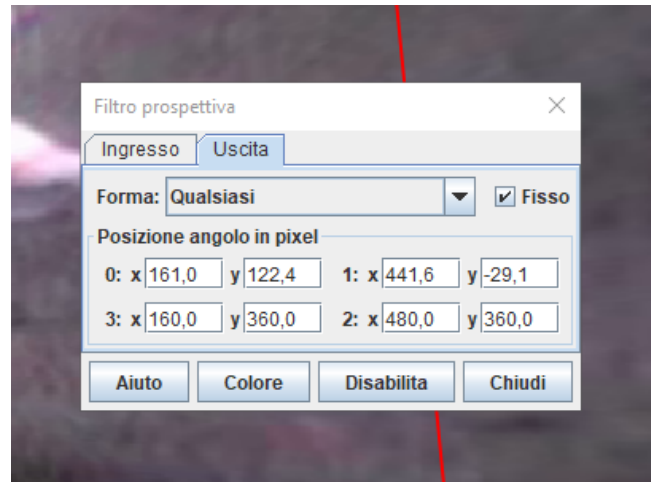 Filtro prospettiva
Ingresso Uscita
Forma: Qualsiasi Fisso
Posizione angolo in pixel
0: x 161,0 y 122,4 1: x 441,6 y -29,1
3: x 160,0 y 360,0 2: x 480,0 y 360,0
Aiuto Colore Disabilita Chiudi